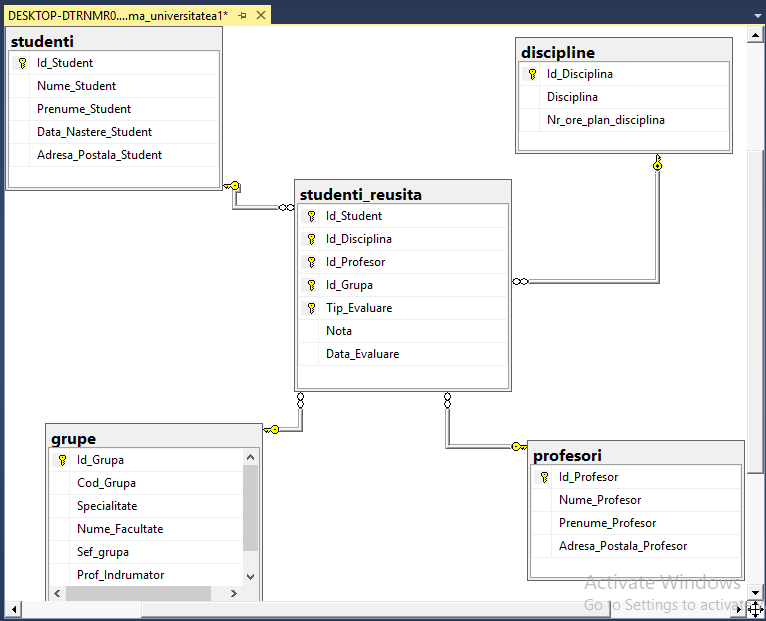 DESKTOP-DTRNMR0....ma_universitatea1*
studenti
Id_Student
Nume_Student
Prenume_Student
Data_Nastere_Student
Adresa_Postala_Student
discipline
Id_Disciplina
Disciplina
Nr_ore_plan_disciplina
studenti_reusita
Id_Student
Id_Disciplina
Id_Profesor
Id_Grupa
Tip_Evaluare
Nota
Data_Evaluare
grupe
Id_Grupa
Cod_Grupa
Specialitate
Nume_Facultate
Sef_grupa
Prof_Indrumator
profesori
Id_Profesor
Nume_Profesor
Prenume_Profesor
Adresa_Postala_Profesor
Activate Windows
Go to Settings to activat